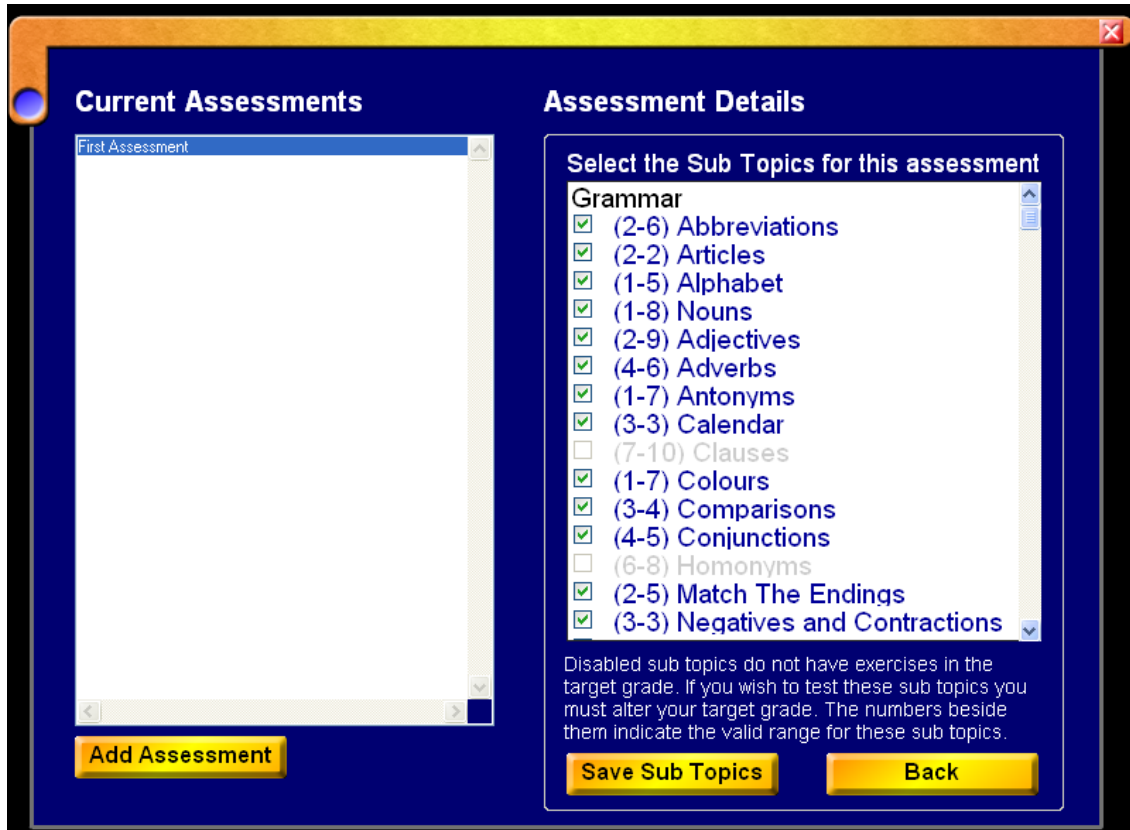 Current Assessments
First Assessment
Add Assessment
Assessment Details
Select the Sub Topics for this assessment
Grammar
(2-6) Abbreviations
(2-2) Articles
(1-5) Alphabet
(1-8) Nouns
(2-9) Adjectives
(4-6) Adverbs
(1-7) Antonyms
(3-3) Calendar
(7-10) Clauses
(1-7) Colours
(3-4) Comparisons
(4-5) Conjunctions
(6-8) Homonyms
(2-5) Match The Endings
(3-3) Negatives and Contractions
Disabled sub topics do not have exercises in the
target grade. If you wish to test these sub topics you
must alter your target grade. The numbers beside
them indicate the valid range for these sub topics.
Save Sub Topics
Back